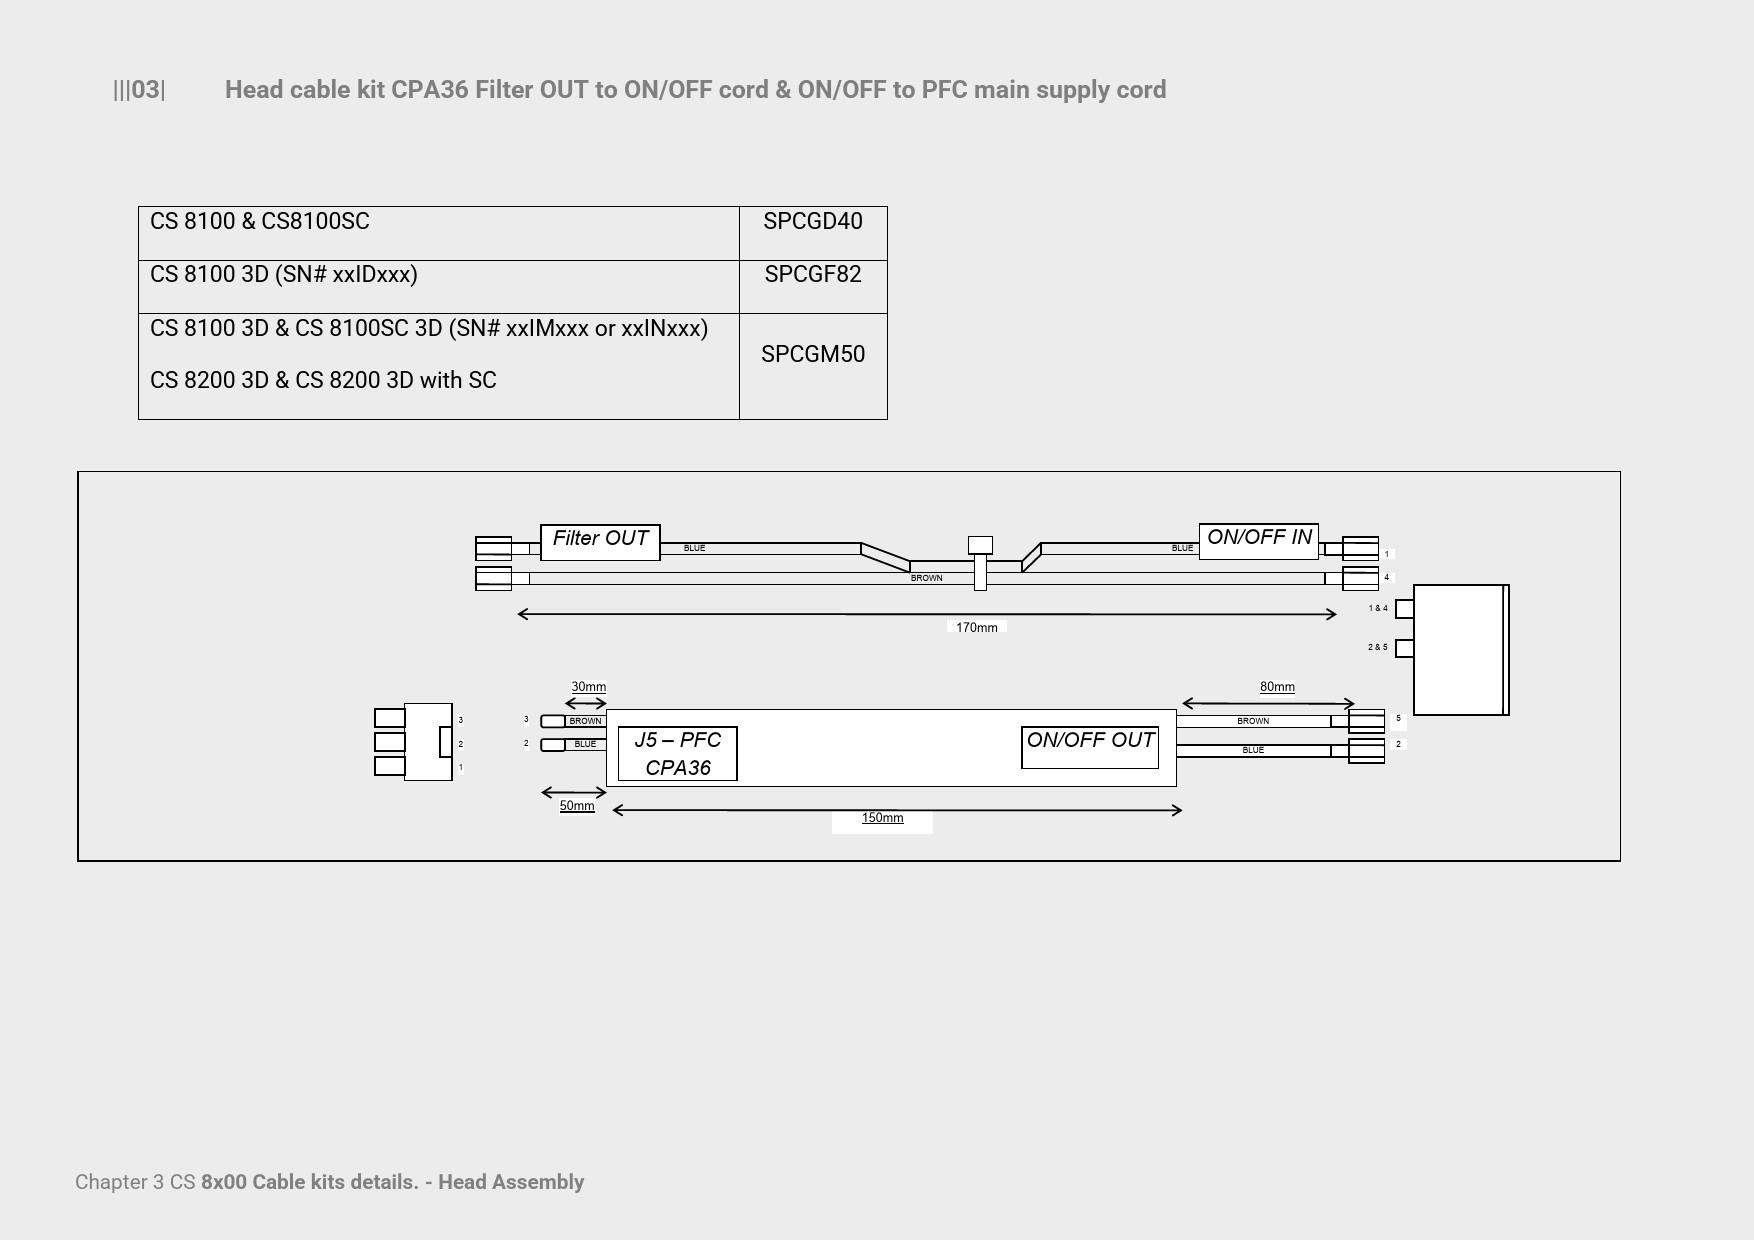 |||03| Head cable kit CPA36 Filter OUT to ON/OFF cord & ON/OFF to PFC main supply cord
CS 8100 & CS8100SC SPCGD40
CS 8100 3D (SN# xxIDxxx) SPCGF82
CS 8100 3D & CS 8100SC 3D (SN# xxIMxxx or xxINxxx)
SPCGM50
CS 8200 3D & CS 8200 3D with SC
Filter OUT BLUE BLUE ON/OFF IN 1
BROWN 4
1 & 4
170mm
2 & 5
30mm 80mm
3 3 BROWN BROWN 5
2 2 BLUE J5 – PFC ON/OFF OUT BLUE 2
1 CPA36
50mm 150mm
Chapter 3 CS 8x00 Cable kits details. - Head Assembly